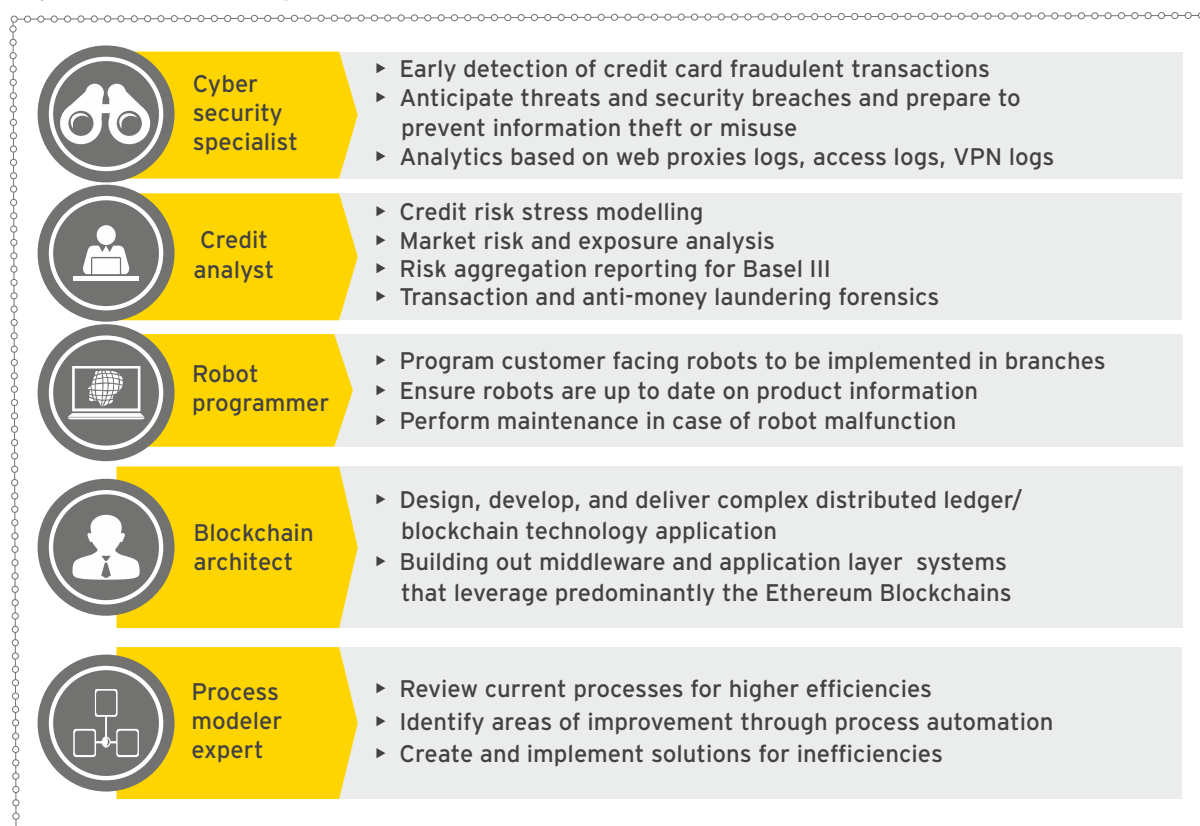 Cyber
security
specialist
▸ Early detection of credit card fraudulent transactions
▸ Anticipate threats and security breaches and prepare to
prevent information theft or misuse
▸ Analytics based on web proxies logs, access logs, VPN logs
Credit
analyst
▸ Credit risk stress modelling
▸ Market risk and exposure analysis
▸ Risk aggregation reporting for Basel III
▸ Transaction and anti-money laundering forensics
Robot
programmer
▸ Program customer facing robots to be implemented in branches
▸ Ensure robots are up to date on product information
▸ Perform maintenance in case of robot malfunction
Blockchain
architect
▸ Design, develop, and deliver complex distributed ledger/
blockchain technology application
▸ Building out middleware and application layer systems
that leverage predominantly the Ethereum Blockchains
Process
modeler
expert
▸ Review current processes for higher efficiencies
▸ Identify areas of improvement through process automation
▸ Create and implement solutions for inefficiencies